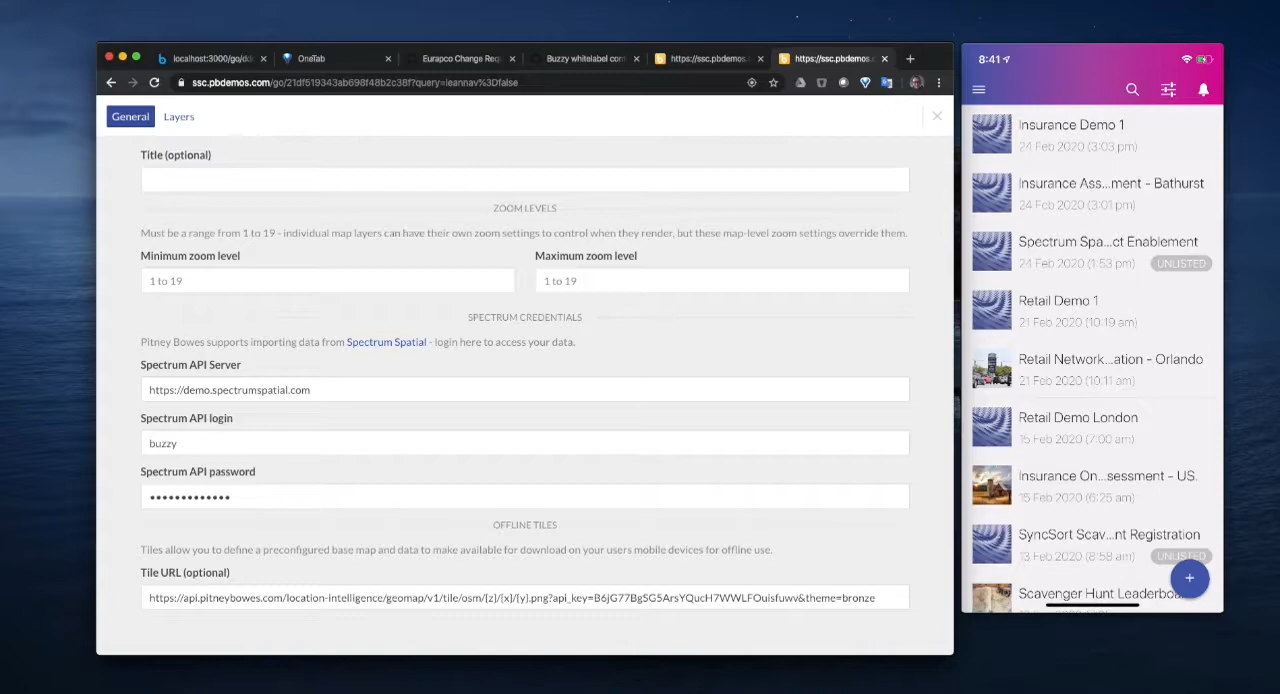 localhost:3000/go/dd
OneTab
Eurapco Change Req
Buzzy whitelabel con
https://ssc.pbdemos.
https://ssc.pbdemos.c
ssc.pbdemos.com/go/21df519343ab698f48b2c38f?query=leannav%3Dfalse
General
Layers
Title (optional)
ZOOM LEVELS
Must be a range from 1 to 19 - individual map layers can have their own zoom settings to control when they render, but these map-level zoom settings override them.
Minimum zoom level
Maximum zoom level
1 to 19
1 to 19
SPECTRUM CREDENTIALS
Pitney Bowes supports importing data from Spectrum Spatial - login here to access your data.
Spectrum API Server
https://demo.spectrumspatial.com
Spectrum API login
buzzy
Spectrum API password
•••••••••••••
OFFLINE TILES
Tiles allow you to define a preconfigured base map and data to make available for download on your users mobile devices for offline use.
Tile URL (optional)
https://api.pitneybowes.com/location-intelligence/geomap/v1/tile/osm/{z}/{x}/{y}.png?api_key=B6jG77BgSG5ArsYQucH7WWLFOuisfuwv&theme=bronze
8:41
Insurance Demo 1
24 Feb 2020 (3:03 pm)
Insurance Ass...ment - Bathurst
24 Feb 2020 (3:01 pm)
Spectrum Spa...ct Enablement
24 Feb 2020 (1:53 pm)
UNLISTED
Retail Demo 1
21 Feb 2020 (10:19 am)
Retail Network...ation - Orlando
21 Feb 2020 (10:11 am)
Retail Demo London
15 Feb 2020 (7:00 am)
Insurance On...sessment - US.
15 Feb 2020 (6:25 am)
SyncSort Scav...nt Registration
13 Feb 2020 (8:58 am)
UNLISTED
Scavenger Hunt Leaderboa